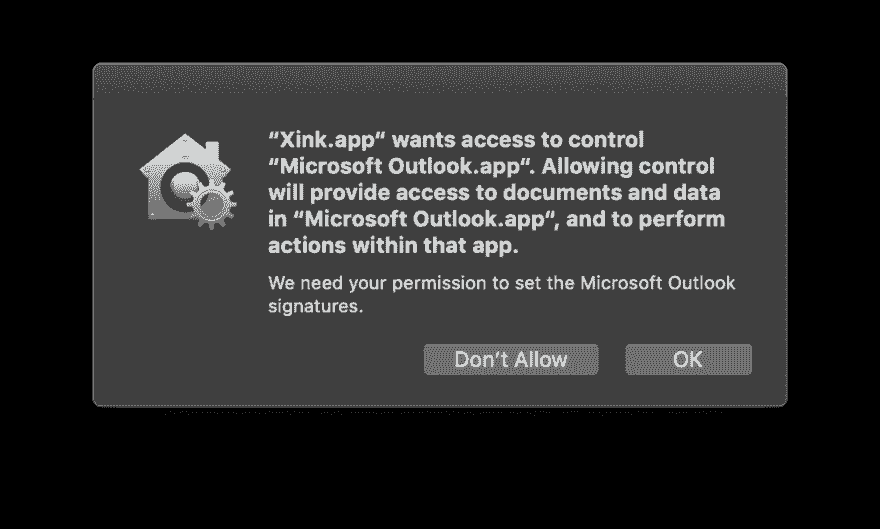 “Xink.app“ wants access to control
“Microsoft Outlook.app“. Allowing control
will provide access to documents and data
in “Microsoft Outlook.app“, and to perform
actions within that app.
We need your permission to set the Microsoft Outlook
signatures.
Don’t Allow
OK